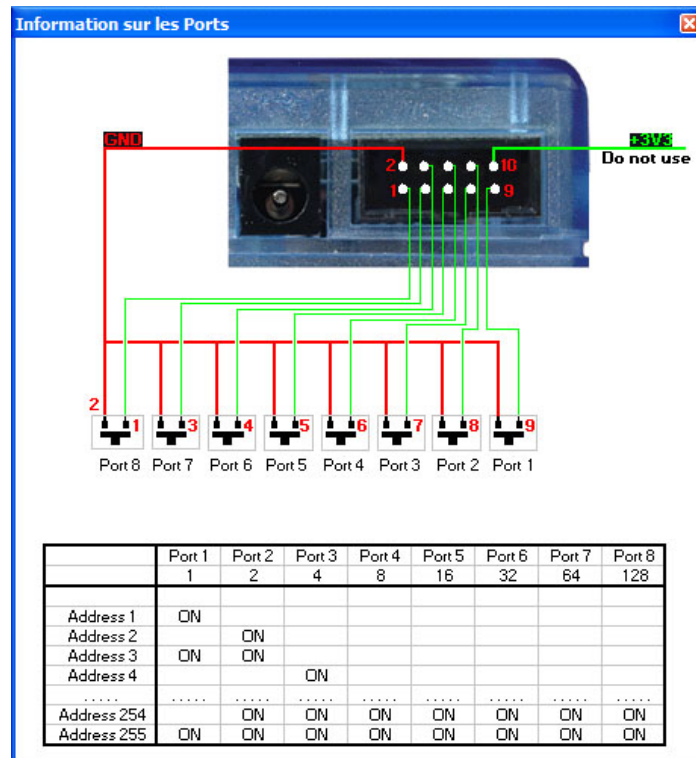 Information sur les Ports
GND
+3V3
Do not use
2 10
1 9
2
1 3 4 5 6 7 8 9
Port 8 Port 7 Port 6 Port 5 Port 4 Port 3 Port 2 Port 1
Port 1 Port 2 Port 3 Port 4 Port 5 Port 6 Port 7 Port 8
1 2 4 8 16 32 64 128
Address 1 ON
Address 2 ON
Address 3 ON ON
Address 4 ON
..... ..... ..... ..... ..... ..... ..... ..... .....
Address 254 ON ON ON ON ON ON ON
Address 255 ON ON ON ON ON ON ON ON